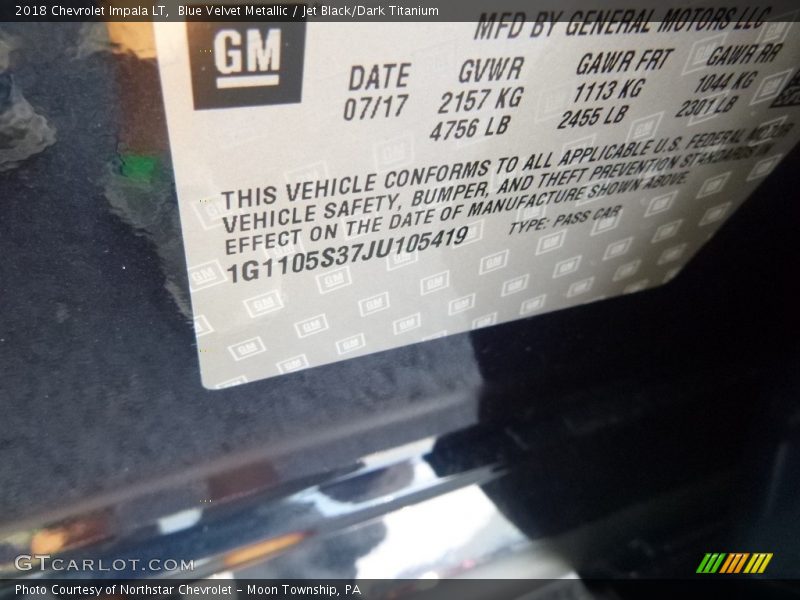 2018 Chevrolet Impala LT, Blue Velvet Metallic / Jet Black/Dark Titanium
MFD BY GENERAL MOTORS LLC
GM
DATE GVWR GAWR FRT GAWR RR
07/17 2157 KG 1113 KG 1044 KG
4756 LB 2455 LB 2301 LB
THIS VEHICLE CONFORMS TO ALL APPLICABLE U.S. FEDERAL MOTOR
VEHICLE SAFETY, BUMPER, AND THEFT PREVENTION STANDARDS IN
EFFECT ON THE DATE OF MANUFACTURE SHOWN ABOVE.
1G1105S37JU105419 TYPE: PASS CAR
GTCARLOT.COM
Photo Courtesy of Northstar Chevrolet – Moon Township, PA